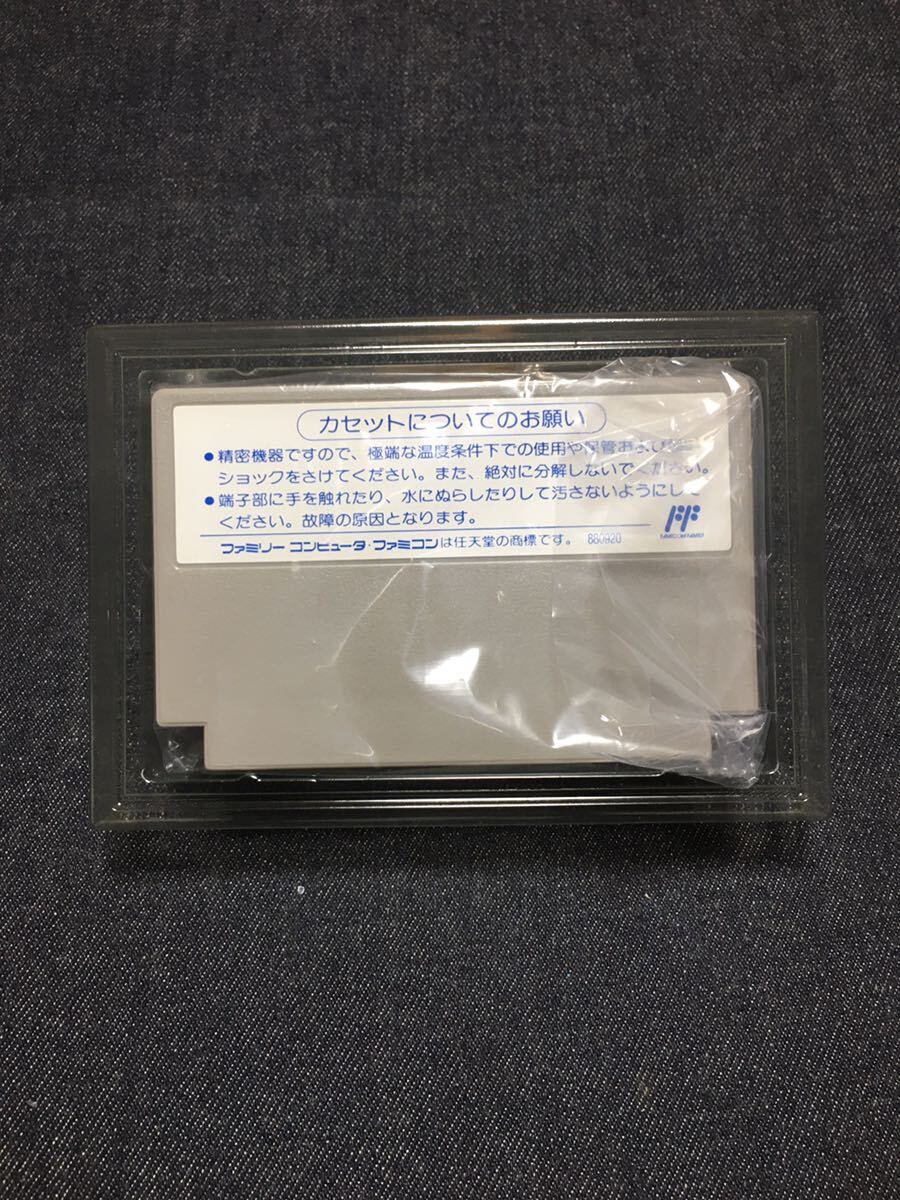 カセットについてのお願い
●精密機器ですので、極端な温度条件下での使用や保管および
ショックをさけてください。また、絶対に分解しないでください。
●端子部に手を触れたり、水にぬらしたりして汚さないようにして
ください。故障の原因となります。
ファミリー コンピュータ・ファミコンは任天堂の商標です。 880920
FF
FAMICOM FAMILY